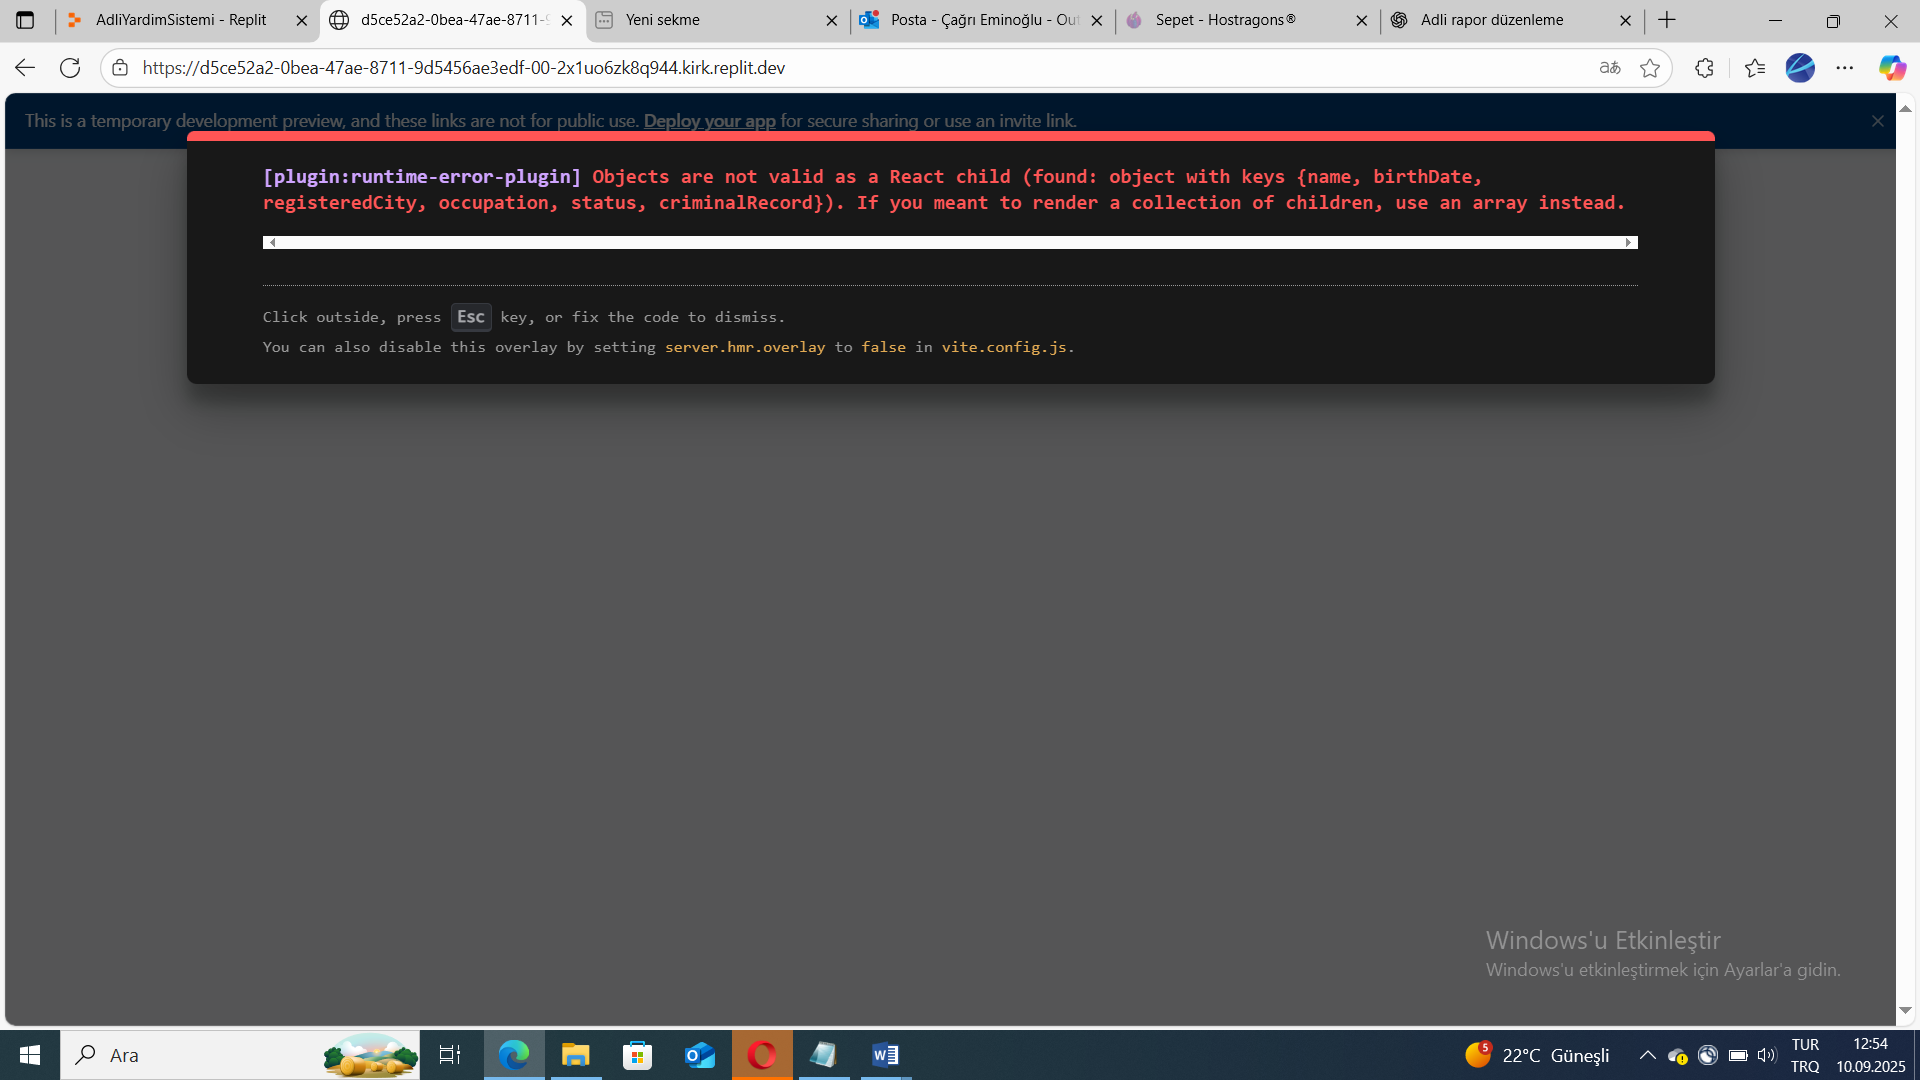 AdliYardimSistemi - Replit
d5ce52a2-0bea-47ae-8711-9
Yeni sekme
Posta - Çağrı Eminoğlu - Out
Sepet - Hostragons®
Adli rapor düzenleme
https://d5ce52a2-0bea-47ae-8711-9d5456ae3edf-00-2x1uo6zk8q944.kirk.replit.dev
This is a temporary development preview, and these links are not for public use. Deploy your app for secure sharing or use an invite link.
[plugin:runtime-error-plugin] Objects are not valid as a React child (found: object with keys {name, birthDate,
registeredCity, occupation, status, criminalRecord}). If you meant to render a collection of children, use an array instead.
Click outside, press Esc key, or fix the code to dismiss.
You can also disable this overlay by setting server.hmr.overlay to false in vite.config.js.
Windows'u Etkinleştir
Windows'u etkinleştirmek için Ayarlar'a gidin.
Ara
5
22°C Güneşli
TUR
TRQ
12:54
10.09.2025